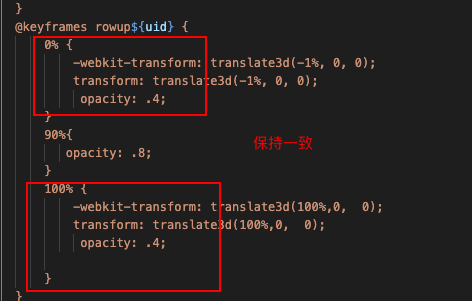 }
@keyframes rowup${uid} {
0% {
-webkit-transform: translate3d(-1%, 0, 0);
transform: translate3d(-1%, 0, 0);
opacity: .4;
}
90%{
opacity: .8;
}
保持一致
100% {
-webkit-transform: translate3d(100%,0,  0);
transform: translate3d(100%,0,  0);
opacity: .4;
}
}